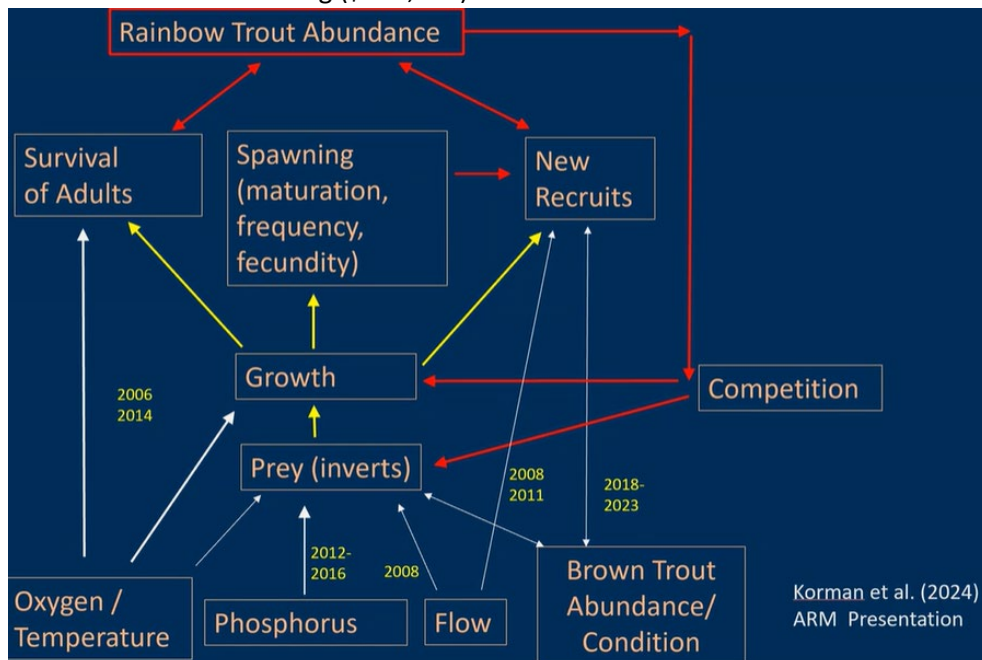 Rainbow Trout Abundance
Survival
of Adults
Spawning
(maturation,
frequency,
fecundity)
New
Recruits
Growth
Competition
2006
2014
Prey (inverts)
2008
2011
2018-
2023
2012-
2016
2008
Oxygen /
Temperature
Phosphorus
Flow
Brown Trout
Abundance/
Condition
Korman et al. (2024)
ARM Presentation